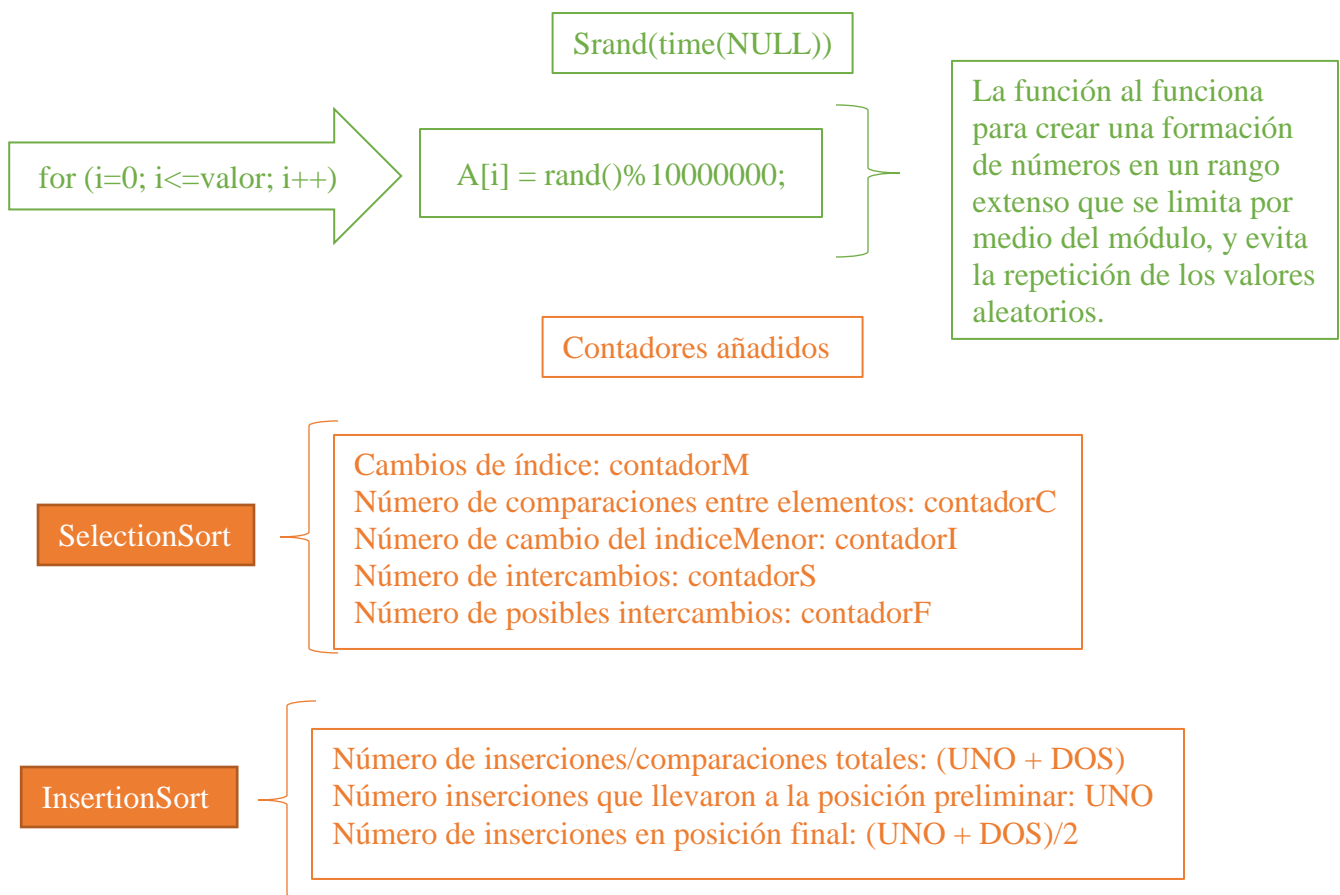 Srand(time(NULL))
for (i=0; i<=valor; i++)
A[i] = rand()%10000000;
La función al funciona
para crear una formación
de números en un rango
extenso que se limita por
medio del módulo, y evita
la repetición de los valores
aleatorios.
Contadores añadidos
SelectionSort
Cambios de índice: contadorM
Número de comparaciones entre elementos: contadorC
Número de cambio del indiceMenor: contadorI
Número de intercambios: contadorS
Número de posibles intercambios: contadorF
InsertionSort
Número de inserciones/comparaciones totales: (UNO + DOS)
Número inserciones que llevaron a la posición preliminar: UNO
Número de inserciones en posición final: (UNO + DOS)/2